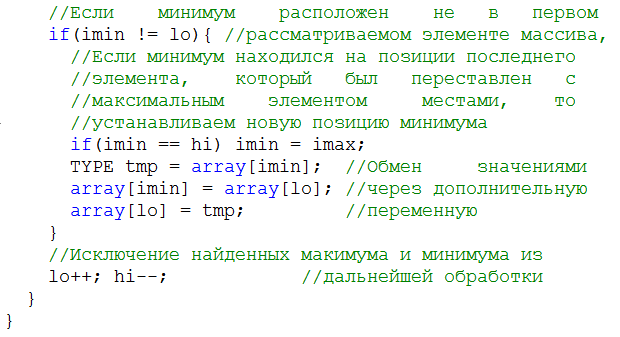 //Если минимум расположен не в первом
if(imin != lo){ //рассматриваемом элементе массива,
//Если минимум находился на позиции последнего
//элемента, который был переставлен с
//максимальным элементом местами, то
//устанавливаем новую позицию минимума
if(imin == hi) imin = imax;
TYPE tmp = array[imin]; //Обмен значениями
array[imin] = array[lo]; //через дополнительную
array[lo] = tmp; //переменную
}
//Исключение найденных макимума и минимума из
lo++; hi--; //дальнейшей обработки
}
}